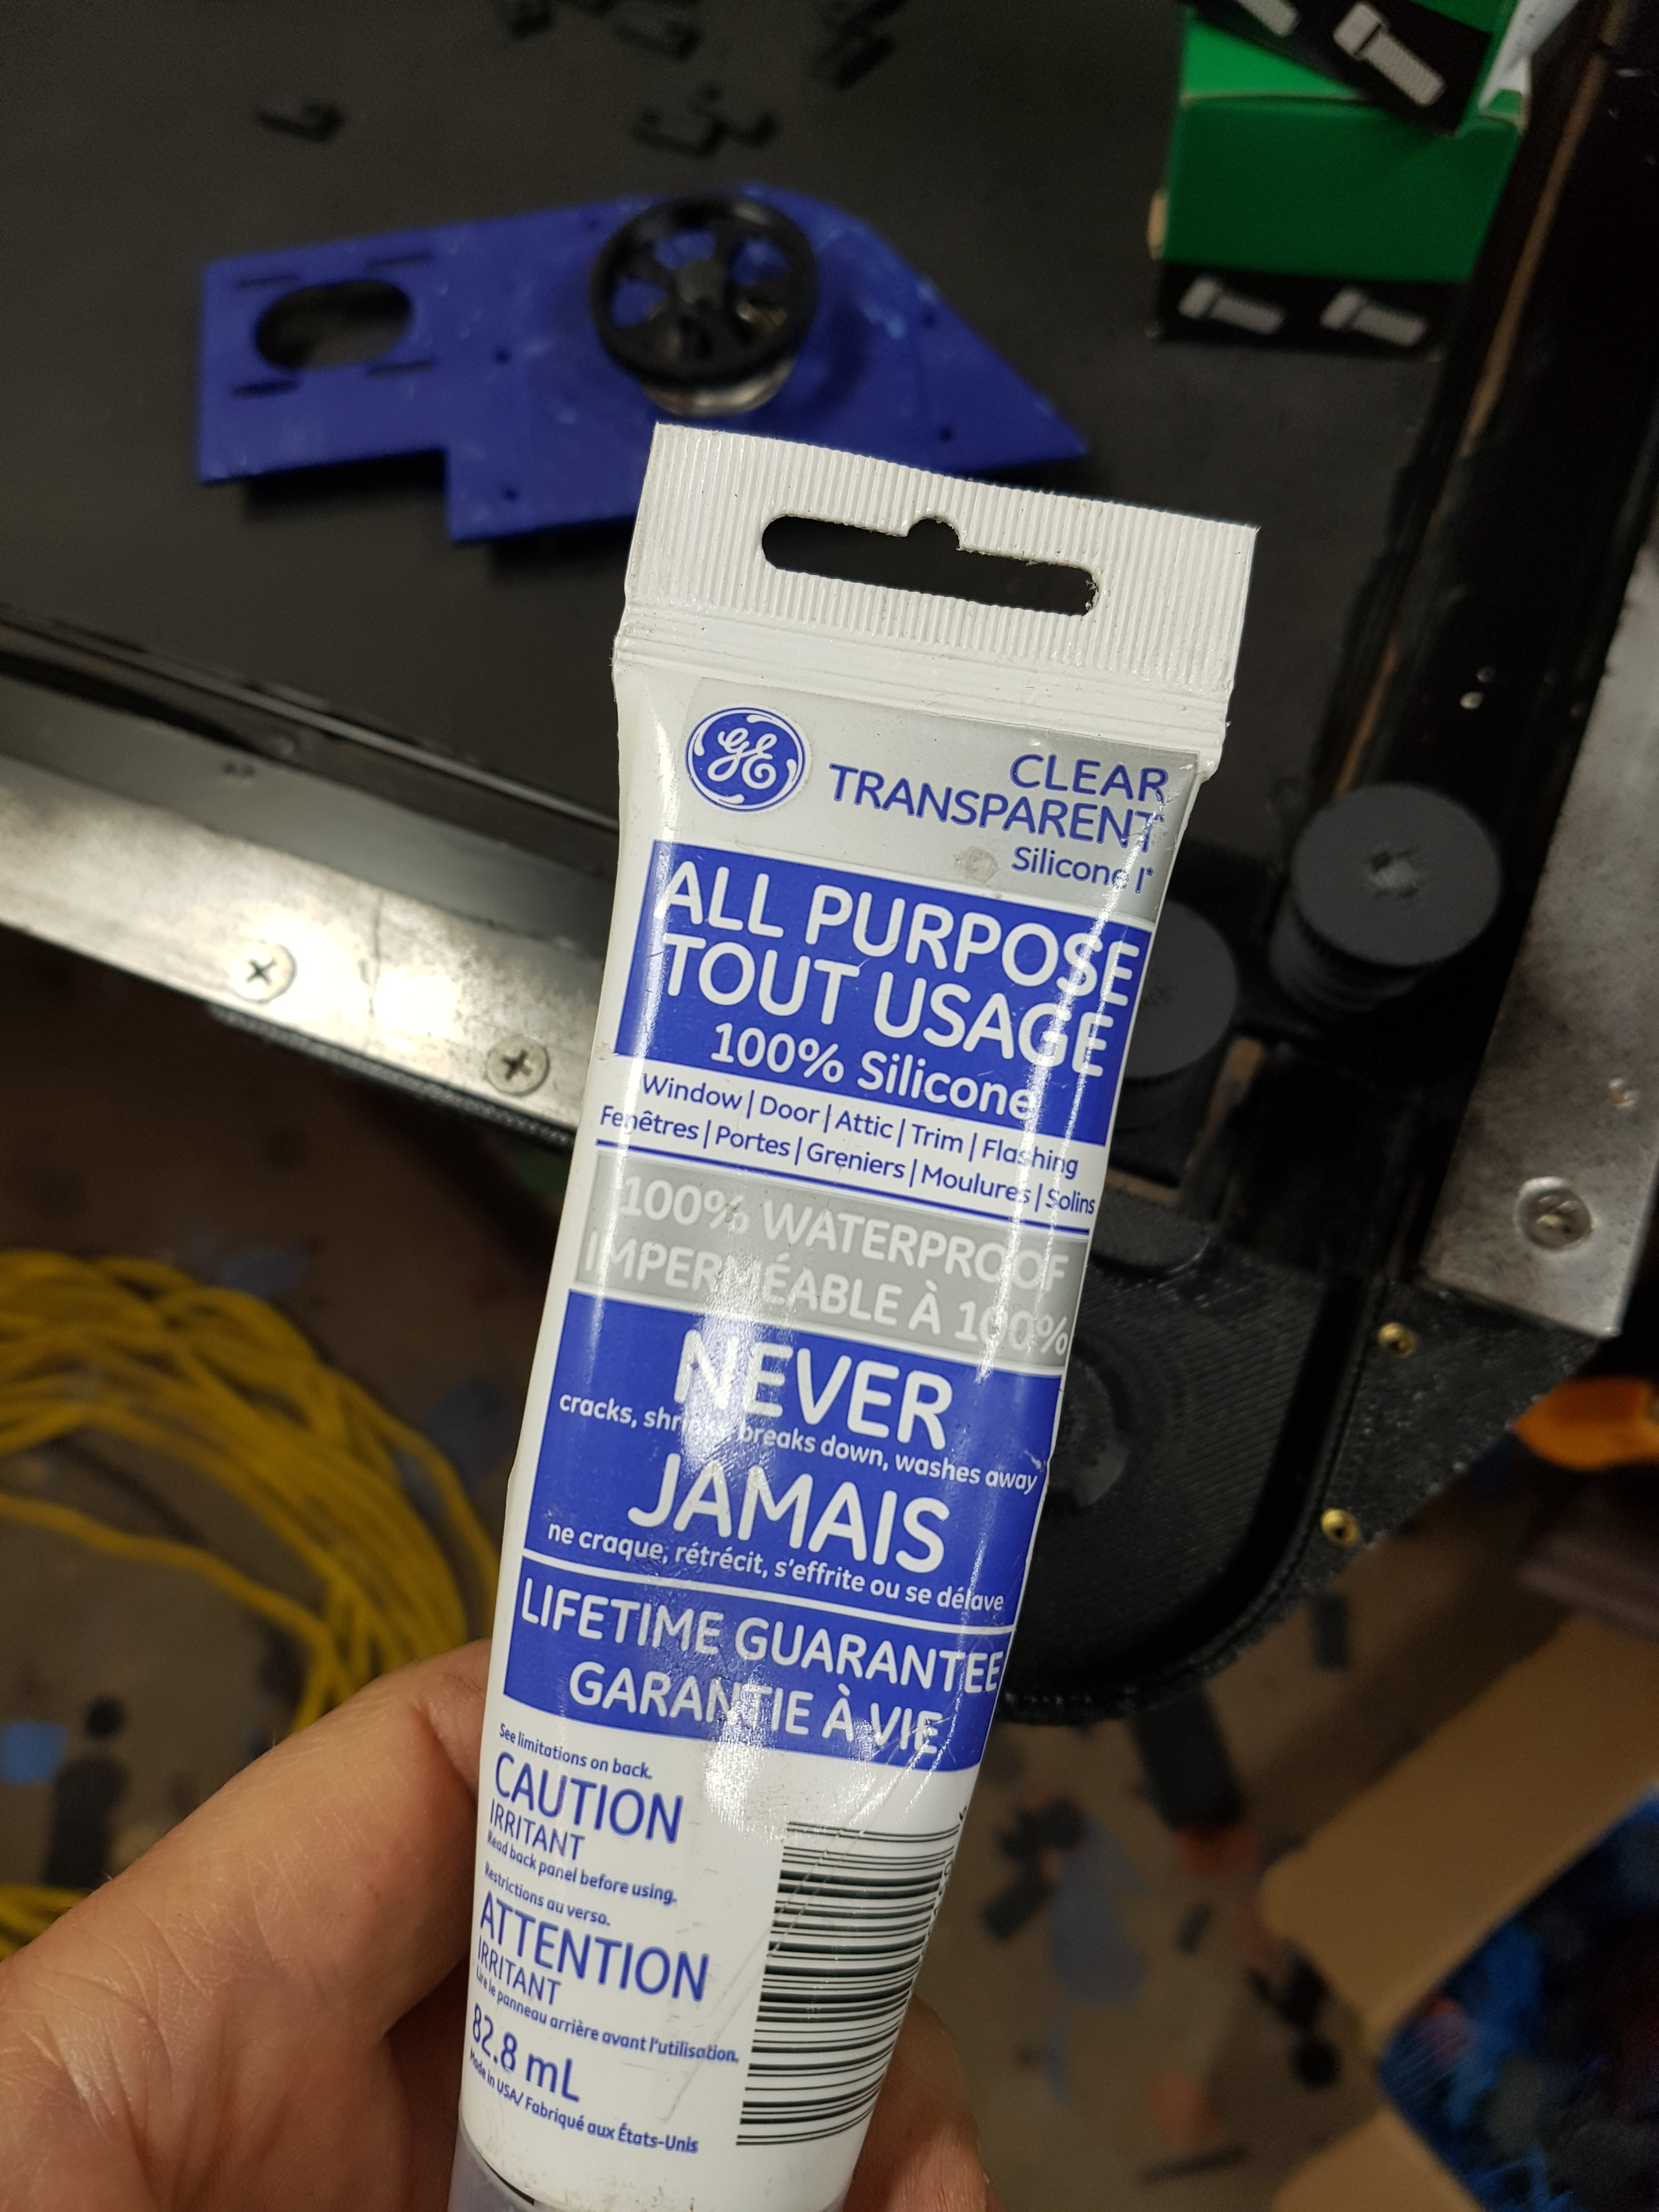 GE
CLEAR
TRANSPARENT
Silicone I*
ALL PURPOSE
TOUT USAGE
100% Silicone
Window | Door | Attic | Trim | Flashing
Fenêtres | Portes | Greniers | Moulures | Solins
100% WATERPROOF
IMPERMÉABLE À 100%
NEVER
cracks, shrinks, breaks down, washes away
JAMAIS
ne craque, rétrécit, s'effrite ou se délave
LIFETIME GUARANTEE
GARANTIE À VIE
See limitations on back.
CAUTION
IRRITANT
Read back panel before using.
Restrictions au verso.
ATTENTION
IRRITANT
Lire le panneau arrière avant l'utilisation.
82.8 mL
Made in USA/ Fabriqué aux États-Unis